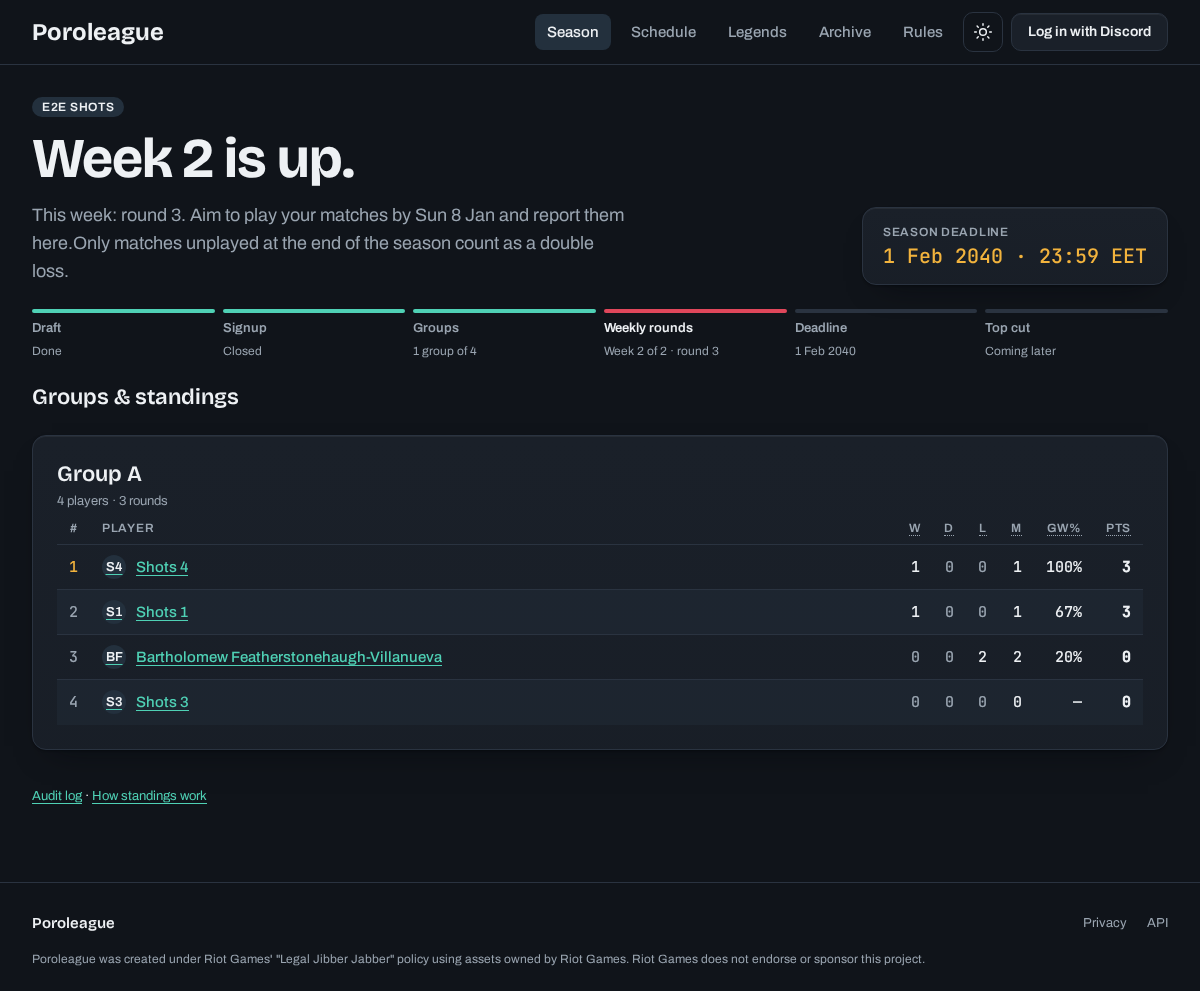 Poroleague
Season Schedule Legends Archive Rules Log in with Discord
E2E SHOTS
Week 2 is up.
This week: round 3. Aim to play your matches by Sun 8 Jan and report them
here.Only matches unplayed at the end of the season count as a double
loss.
SEASON DEADLINE
1 Feb 2040 · 23:59 EET
Draft
Done
Signup
Closed
Groups
1 group of 4
Weekly rounds
Week 2 of 2 · round 3
Deadline
1 Feb 2040
Top cut
Coming later
Groups & standings
Group A
4 players · 3 rounds
# PLAYER W D L M GW% PTS
1 S4 Shots 4 1 0 0 1 100% 3
2 S1 Shots 1 1 0 0 1 67% 3
3 BF Bartholomew Featherstonehaugh-Villanueva 0 0 2 2 20% 0
4 S3 Shots 3 0 0 0 0 — 0
Audit log · How standings work
Poroleague
Privacy API
Poroleague was created under Riot Games' "Legal Jibber Jabber" policy using assets owned by Riot Games. Riot Games does not endorse or sponsor this project.